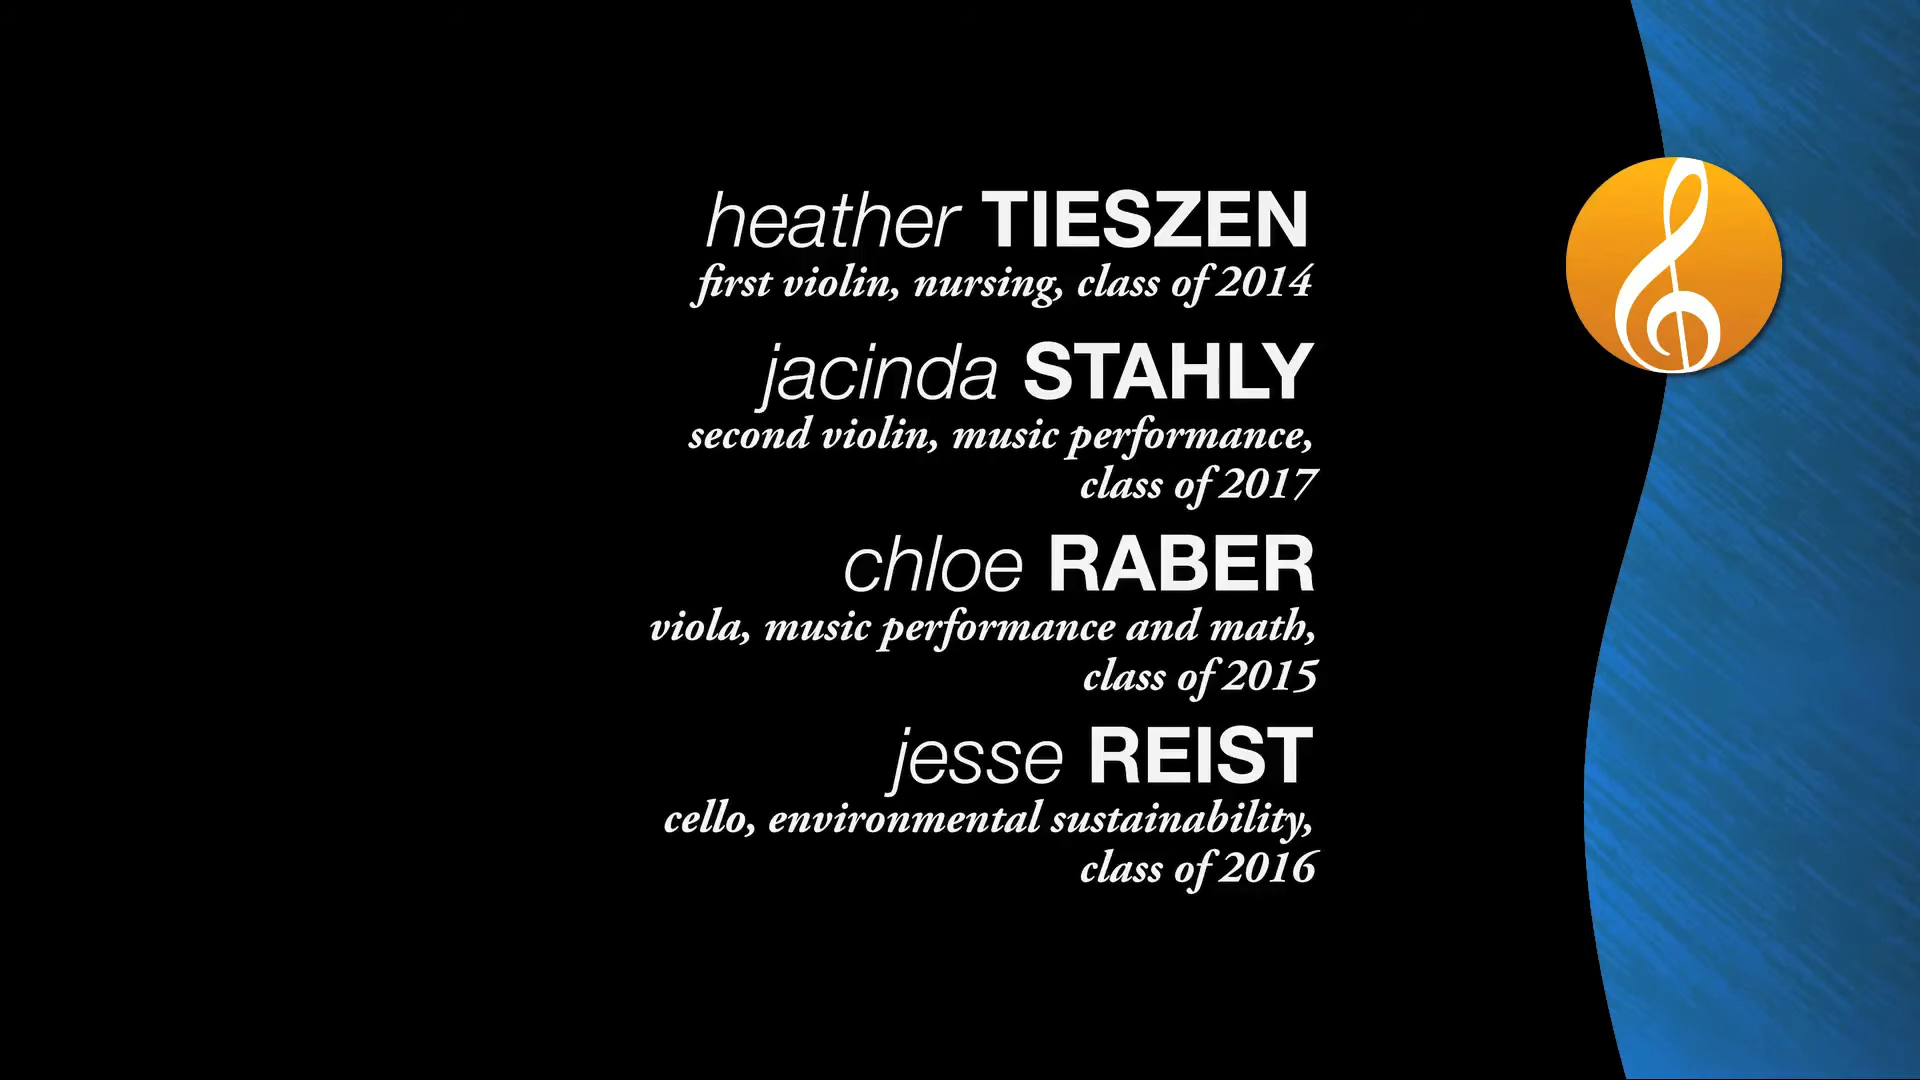 heather TIESZEN
first violin, nursing, class of 2014
jacinda STAHLY
second violin, music performance,
class of 2017
chloe RABER
viola, music performance and math,
class of 2015
jesse REIST
cello, environmental sustainability,
class of 2016